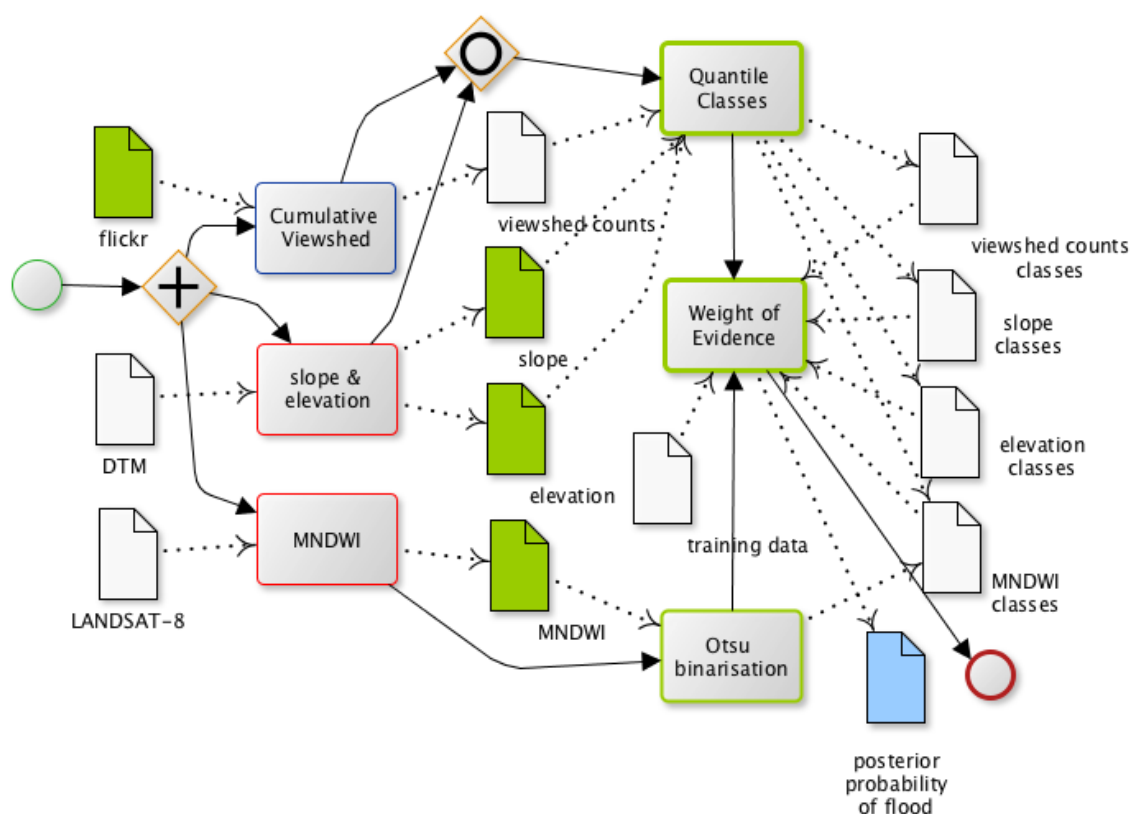 Quantile
Classes
flickr
Cumulative
Viewshed
viewshed counts
viewshed counts
classes
slope &
elevation
slope
Weight of
Evidence
slope
classes
DTM
elevation
elevation
classes
MNDWI
training data
LANDSAT-8
MNDWI
Otsu
binarisation
MNDWI
classes
posterior
probability
of flood